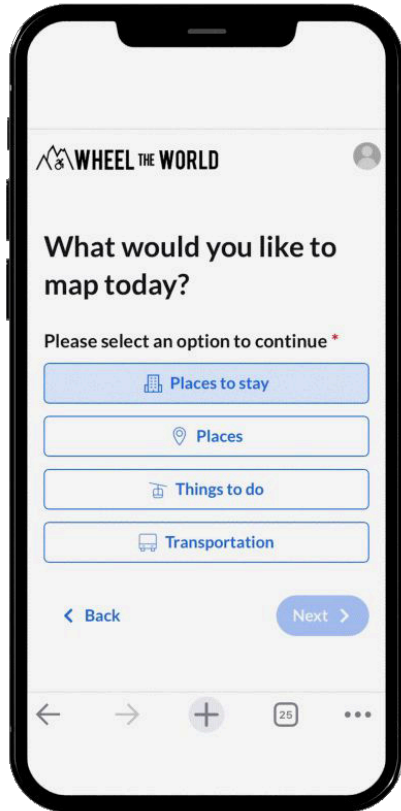 WHEEL THE WORLD
What would you like to
map today?
Please select an option to continue *
Places to stay
Places
Things to do
Transportation
Back
Next
25